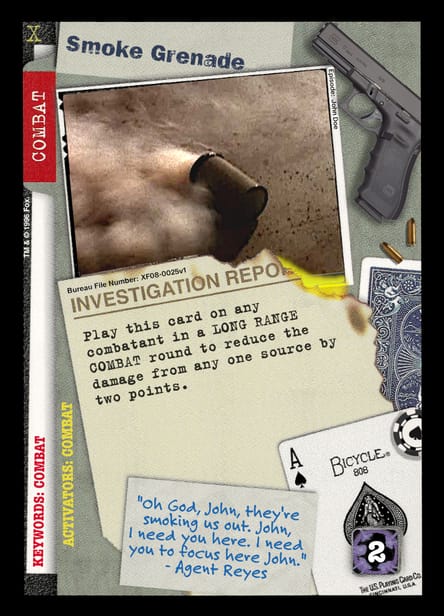 X
Smoke Grenade
COMBAT
Episode: John Doe
TM & © 1996 Fox.
Bureau File Number: XF08-0025v1
INVESTIGATION REPO
Play this card on any
combatant in a LONG RANGE
COMBAT round to reduce the
damage from any one source by
two points.
KEYWORDS: COMBAT
ACTIVATORS: COMBAT
A
BICYCLE®
808
"Oh God, John, they're
smoking us out. John,
I need you here. I need
you to focus here John."
- Agent Reyes
2
THE U.S. PLAYING CARD CO.
CINCINNATI, U.S.A.